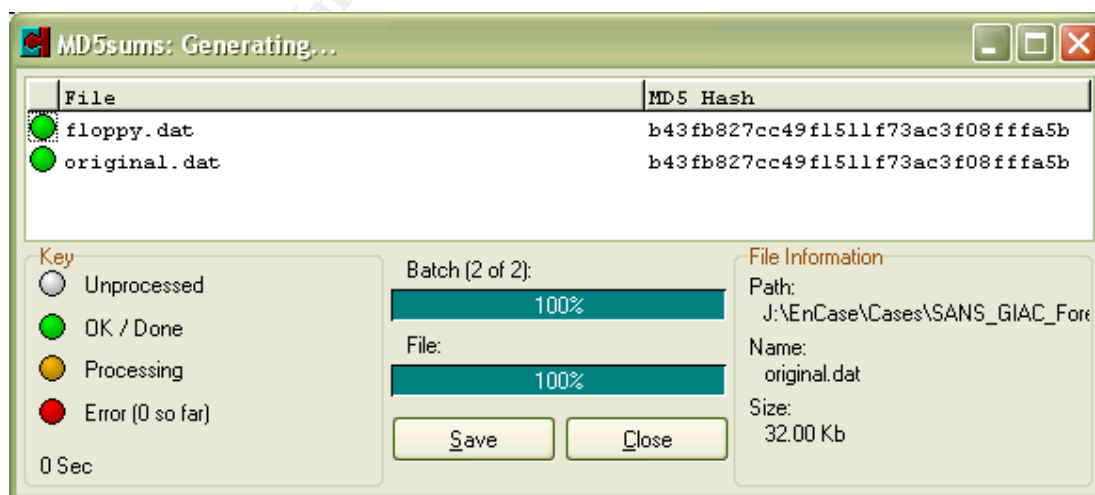 MD5sums: Generating...
File MD5 Hash
floppy.dat b43fb827cc49f1511f73ac3f08fffa5b
original.dat b43fb827cc49f1511f73ac3f08fffa5b
Key
Unprocessed
OK / Done
Processing
Error (0 so far)
0 Sec
Batch (2 of 2):
100%
File:
100%
Save Close
File Information
Path:
J:\EnCase\Cases\SANS_GIAC_Fore
Name:
original.dat
Size:
32.00 Kb